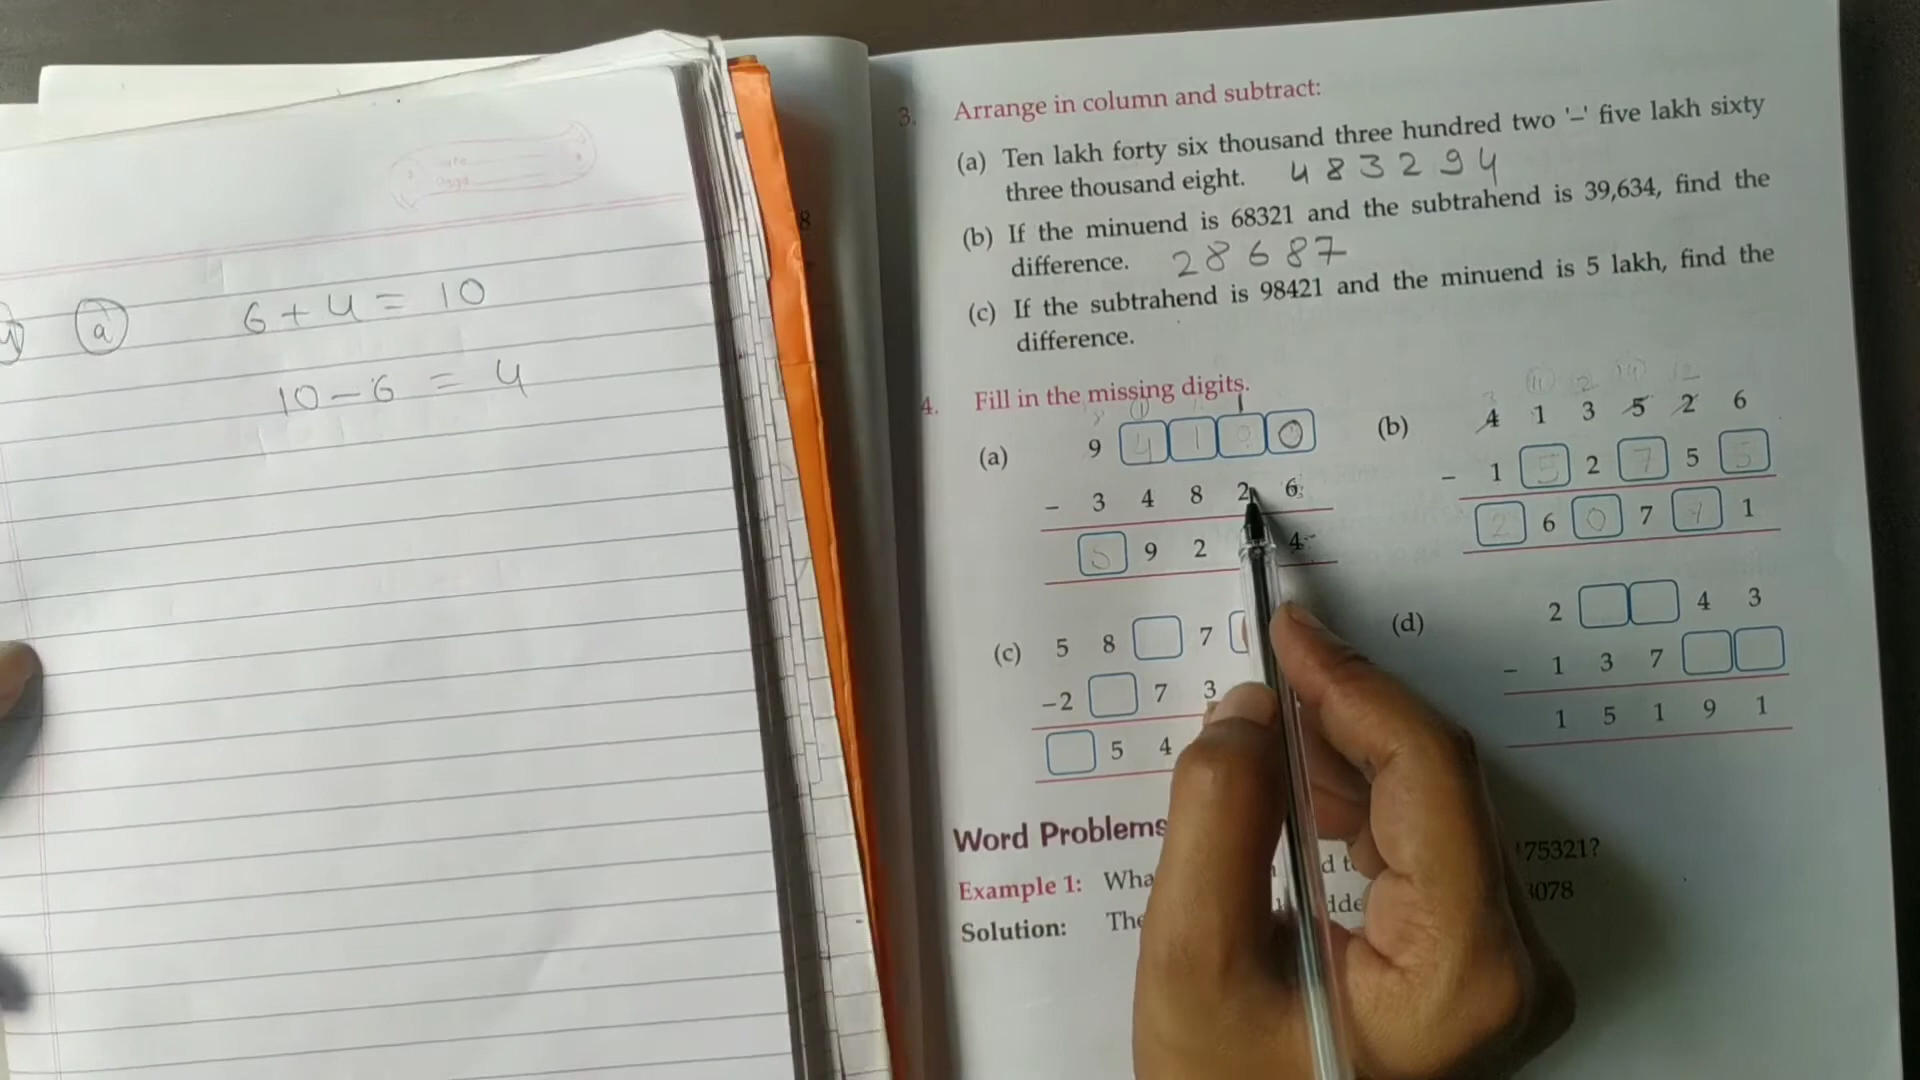 (a) 6 + 4 = 10
10 - 6 = 4
8
3. Arrange in column and subtract:
(a) Ten lakh forty six thousand three hundred two '–' five lakh sixty
three thousand eight. 483294
(b) If the minuend is 68321 and the subtrahend is 39,634, find the
difference. 28687
(c) If the subtrahend is 98421 and the minuend is 5 lakh, find the
difference.
4. Fill in the missing digits.
1
(a) 9 4 1 0
– 3 4 8 2 6
5 9 2 4
(b) 4 1 3 5 2 6
– 1 5 2 7 5 5
2 6 0 7 7 1
(c) 5 8 7
–2 7 3
5 4
(d) 2 4 3
– 1 3 7
1 5 1 9 1
Word Problems
Example 1:
75321?
Solution:
3078